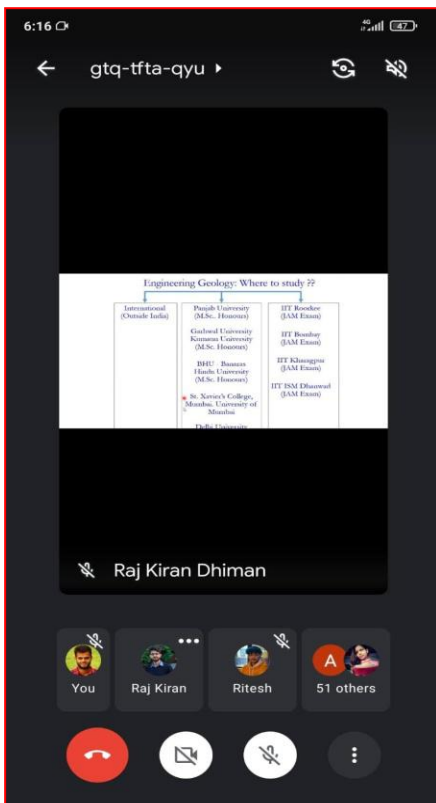 6:16
4G
47
gtq-tfta-qyu
Engineering Geology: Where to study ??
International
(Outside India)
Panjab University
(M.Sc. Honours)
Garhwal University
Kumaun University
(M.Sc. Honours)
BHU - Banaras
Hindu University
(M.Sc. Honours)
St. Xavier's College,
Mumbai. University of
Mumbai
Delhi University
IIT Roorkee
(JAM Exam)
IIT Bombay
(JAM Exam)
IIT Kharagpur
(JAM Exam)
IIT ISM Dhanwad
(JAM Exam)
Raj Kiran Dhiman
You
Raj Kiran
Ritesh
A
51 others